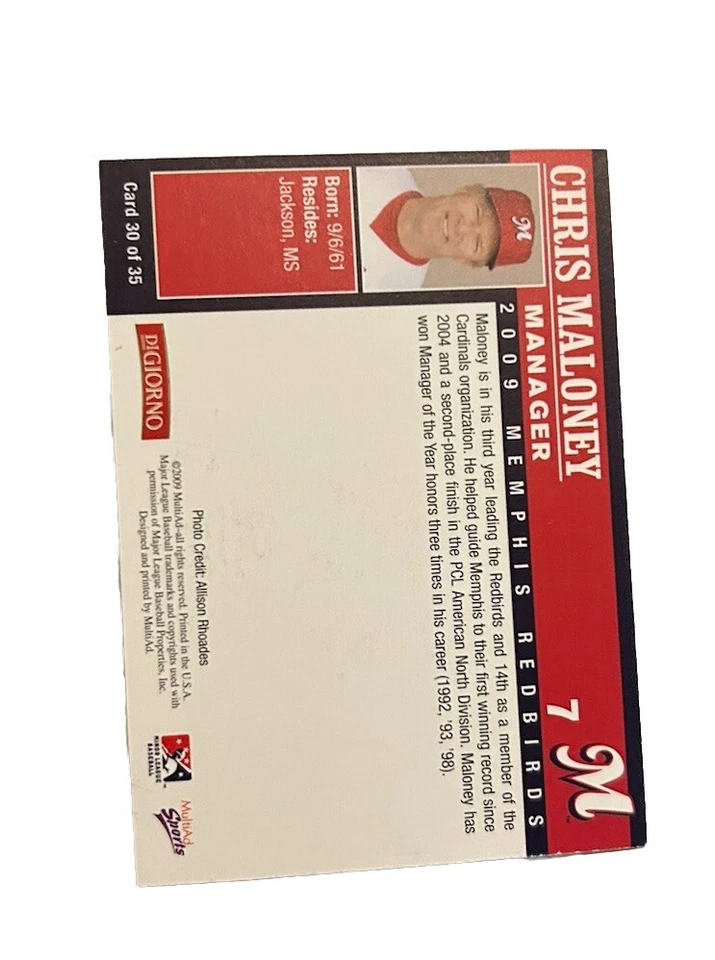 CHRIS MALONEY
7
M
MANAGER
2009 MEMPHIS REDBIRDS
M
Born: 9/6/61
Resides:
Jackson, MS
Card 30 of 35
Maloney is in his third year leading the Redbirds and 14th as a member of the
Cardinals organization. He helped guide Memphis to their first winning record since
2004 and a second-place finish in the PCL American North Division. Maloney has
won Manager of the Year honors three times in his career (1992, '93, '98).
DIGIORNO
Photo Credit: Allison Rhoades
©2009 MultiAd–all rights reserved. Printed in the U.S.A.
Major League Baseball trademarks and copyrights used with
permission of Major League Baseball Properties, Inc.
Designed and printed by MultiAd.
MINOR LEAGUE
BASEBALL
MultiAd
Sports